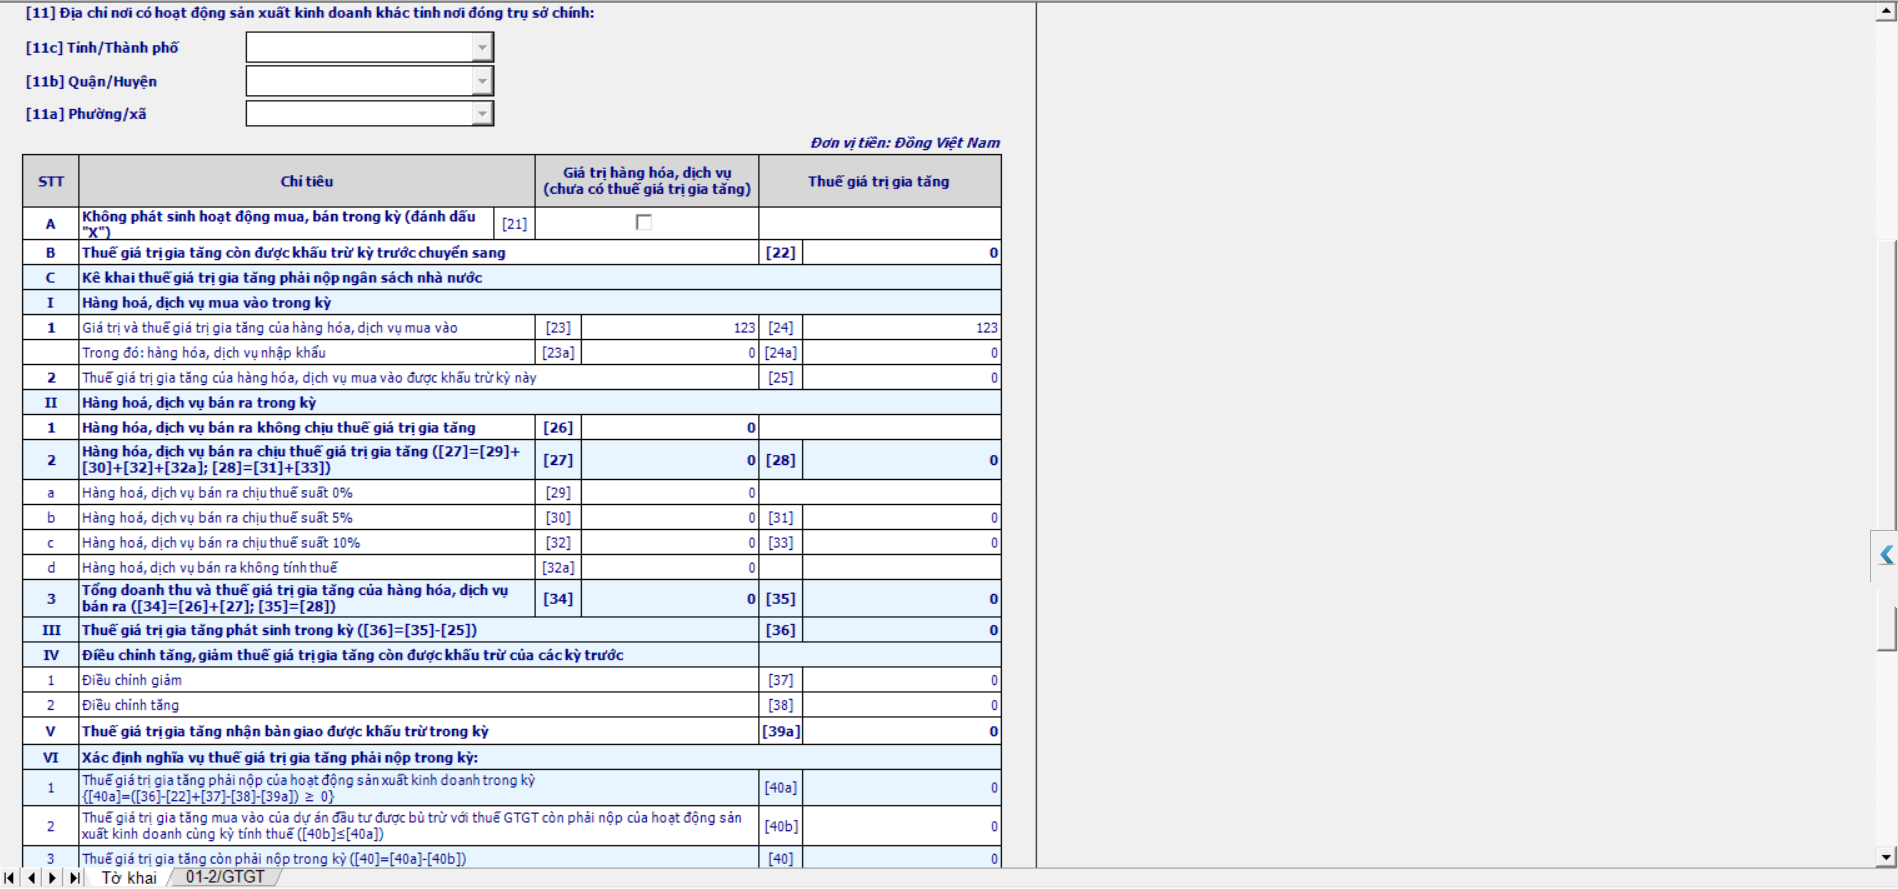 [11] Địa chỉ nơi có hoạt động sản xuất kinh doanh khác tỉnh nơi đóng trụ sở chính:
[11c] Tỉnh/Thành phố
[11b] Quận/Huyện
[11a] Phường/xã
Đơn vị tiền: Đồng Việt Nam
STT Chỉ tiêu Giá trị hàng hóa, dịch vụ
(chưa có thuế giá trị gia tăng) Thuế giá trị gia tăng
A Không phát sinh hoạt động mua, bán trong kỳ (đánh dấu
"X") [21]
B Thuế giá trị gia tăng còn được khấu trừ kỳ trước chuyển sang [22] 0
C Kê khai thuế giá trị gia tăng phải nộp ngân sách nhà nước
I Hàng hoá, dịch vụ mua vào trong kỳ
1 Giá trị và thuế giá trị gia tăng của hàng hóa, dịch vụ mua vào [23] 123 [24] 123
Trong đó: hàng hóa, dịch vụ nhập khẩu [23a] 0 [24a] 0
2 Thuế giá trị gia tăng của hàng hóa, dịch vụ mua vào được khấu trừ kỳ này [25] 0
II Hàng hoá, dịch vụ bán ra trong kỳ
1 Hàng hóa, dịch vụ bán ra không chịu thuế giá trị gia tăng [26] 0
2 Hàng hóa, dịch vụ bán ra chịu thuế giá trị gia tăng ([27]=[29]+
[30]+[32]+[32a]; [28]=[31]+[33]) [27] 0 [28] 0
a Hàng hoá, dịch vụ bán ra chịu thuế suất 0% [29] 0
b Hàng hoá, dịch vụ bán ra chịu thuế suất 5% [30] 0 [31] 0
c Hàng hoá, dịch vụ bán ra chịu thuế suất 10% [32] 0 [33] 0
d Hàng hoá, dịch vụ bán ra không tính thuế [32a] 0
3 Tổng doanh thu và thuế giá trị gia tăng của hàng hóa, dịch vụ
bán ra ([34]=[26]+[27]; [35]=[28]) [34] 0 [35] 0
III Thuế giá trị gia tăng phát sinh trong kỳ ([36]=[35]-[25]) [36] 0
IV Điều chỉnh tăng, giảm thuế giá trị gia tăng còn được khấu trừ của các kỳ trước
1 Điều chỉnh giảm [37] 0
2 Điều chỉnh tăng [38] 0
V Thuế giá trị gia tăng nhận bàn giao được khấu trừ trong kỳ [39a] 0
VI Xác định nghĩa vụ thuế giá trị gia tăng phải nộp trong kỳ:
1 Thuế giá trị gia tăng phải nộp của hoạt động sản xuất kinh doanh trong kỳ
{[40a]=([36]-[22]+[37]-[38]-[39a]) ≥ 0} [40a] 0
2 Thuế giá trị gia tăng mua vào của dự án đầu tư được bù trừ với thuế GTGT còn phải nộp của hoạt động sản
xuất kinh doanh cùng kỳ tính thuế ([40b]≤[40a]) [40b] 0
3 Thuế giá trị gia tăng còn phải nộp trong kỳ ([40]=[40a]-[40b]) [40] 0
Tờ khai 01-2/GTGT